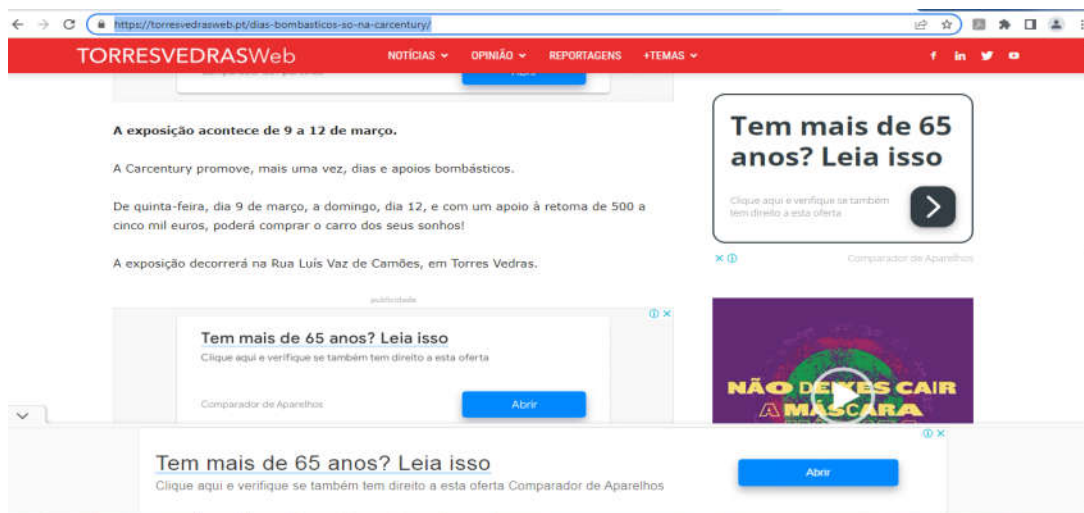 https://torresvedrasweb.pt/dias-bombasticos-so-na-carcentury/
TORRESVEDRASWeb
NOTÍCIAS
OPINIÃO
REPORTAGENS
+TEMAS
A exposição acontece de 9 a 12 de março.
A Carcentury promove, mais uma vez, dias e apoios bombásticos.
De quinta-feira, dia 9 de março, a domingo, dia 12, e com um apoio à retoma de 500 a
cinco mil euros, poderá comprar o carro dos seus sonhos!
A exposição decorrerá na Rua Luís Vaz de Camões, em Torres Vedras.
publicidade
Tem mais de 65 anos? Leia isso
Clique aqui e verifique se também tem direito a esta oferta
Comparador de Aparelhos
Abrir
Tem mais de 65
anos? Leia isso
Clique aqui e verifique se também
tem direito a esta oferta
Comparador de Aparelhos
NÃO DEIXES CAIR
A MÁSCARA
Tem mais de 65 anos? Leia isso
Clique aqui e verifique se também tem direito a esta oferta Comparador de Aparelhos
Abrir